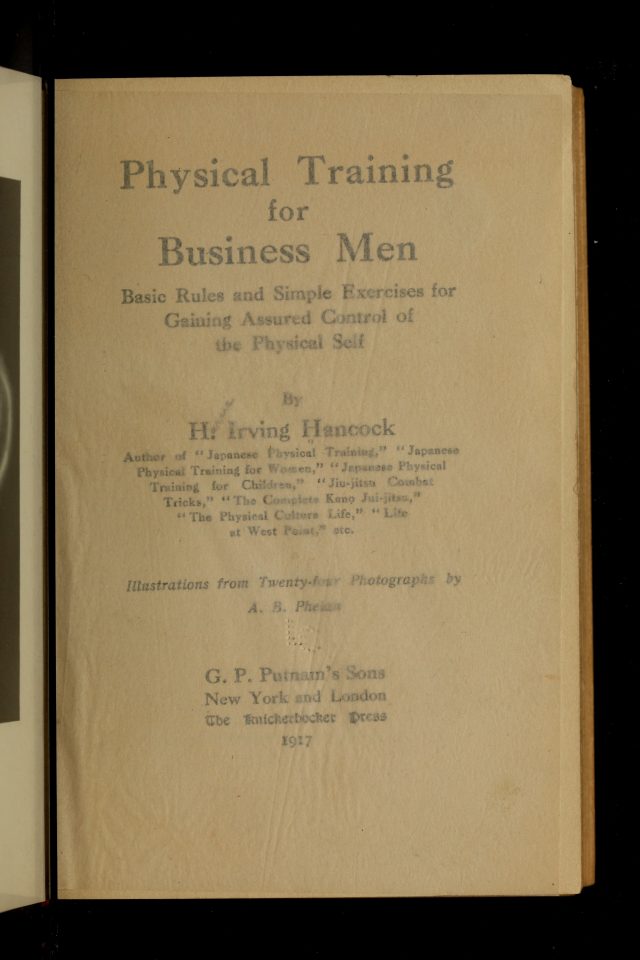 Physical Training
for
Business Men
Basic Rules and Simple Exercises for
Gaining Assured Control of
the Physical Self
By
H. Irving Hancock
Author of "Japanese Physical Training," "Japanese
Physical Training for Women," "Japanese Physical
Training for Children," "Jiu-jitsu Combat
Tricks," "The Complete Kano Jui-jitsu,"
"The Physical Culture Life," "Life
at West Point," etc.
Illustrations from Twenty-four Photographs by
A. B. Phelan
G. P. Putnam's Sons
New York and London
The Knickerbocker Press
1917